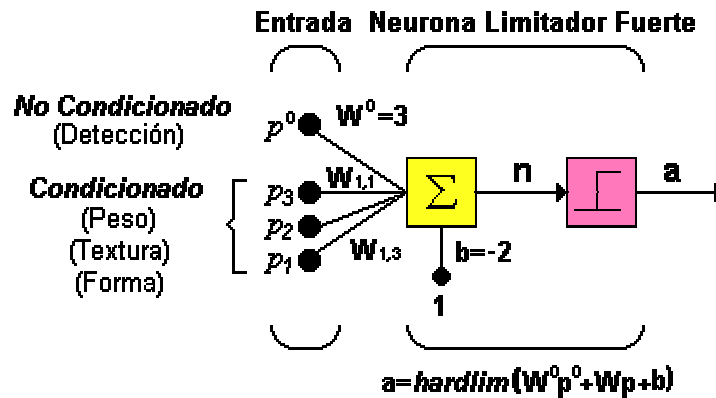 Entrada Neurona Limitador Fuerte
No Condicionado
(Detección)
p⁰ W⁰=3
Condicionado
(Peso)
(Textura)
(Forma)
p₃ W₁,₁
p₂
p₁ W₁,₃
Σ n a
b=-2
1
a=hardlim(W⁰p⁰+Wp+b)